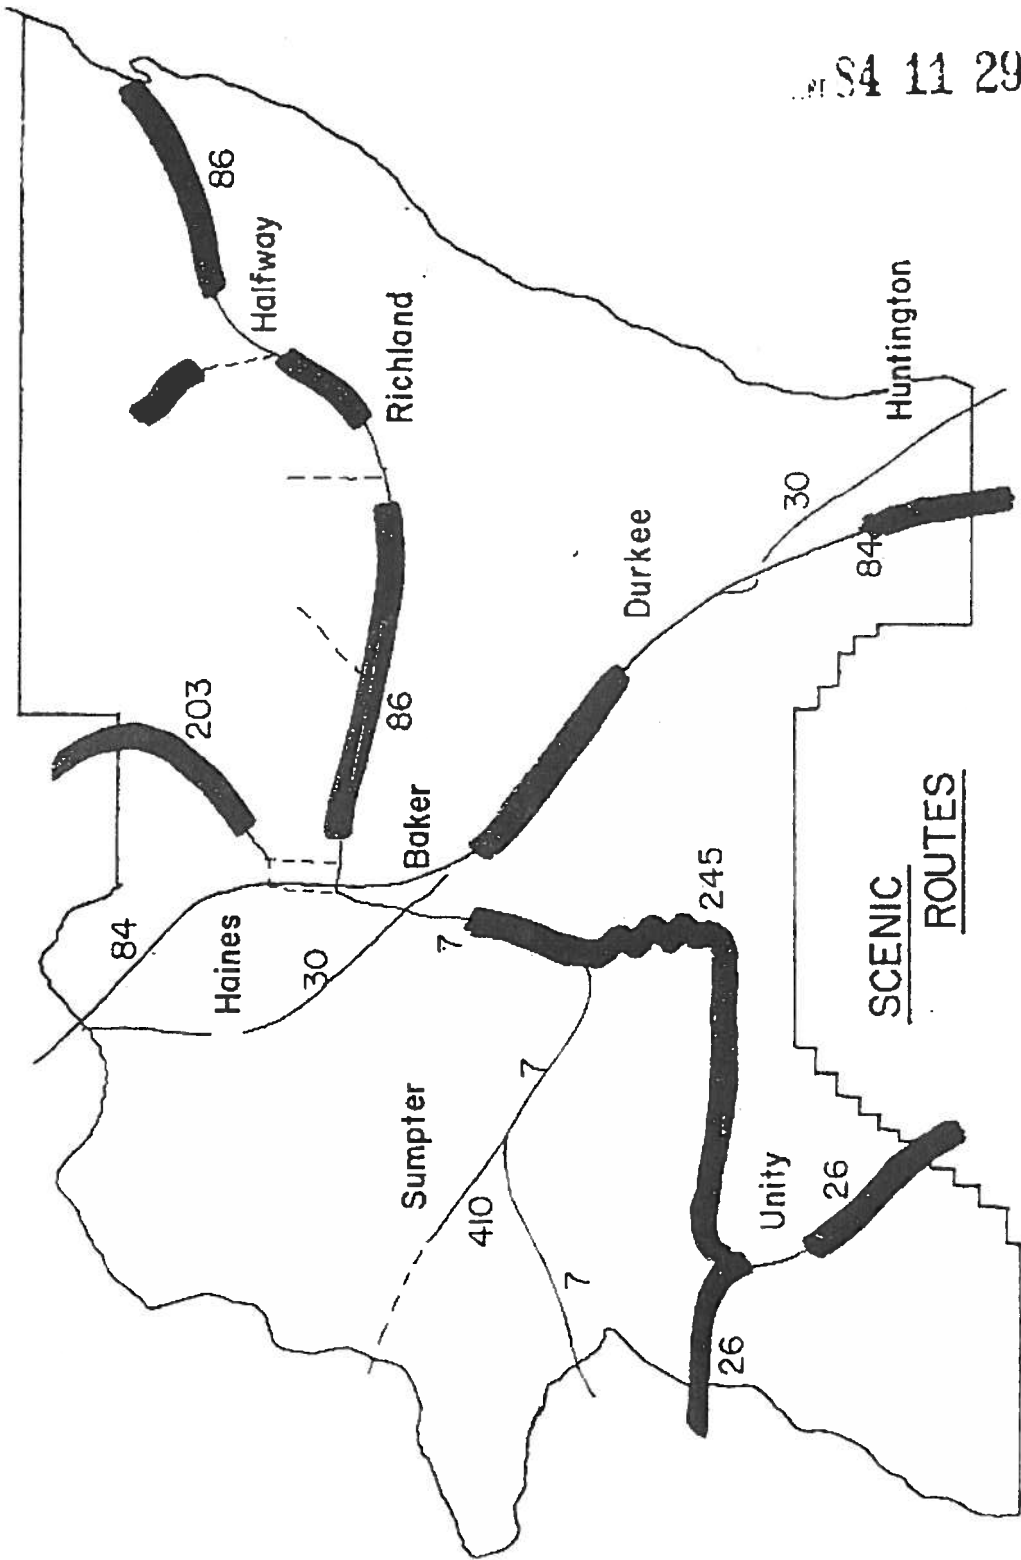 84 11 29
86
Halfway
Richland
Huntington
30
84
Durkee
203
86
Baker
84
Haines
30
7
245
7
Sumpter
410
7
Unity
26
26
SCENIC
ROUTES